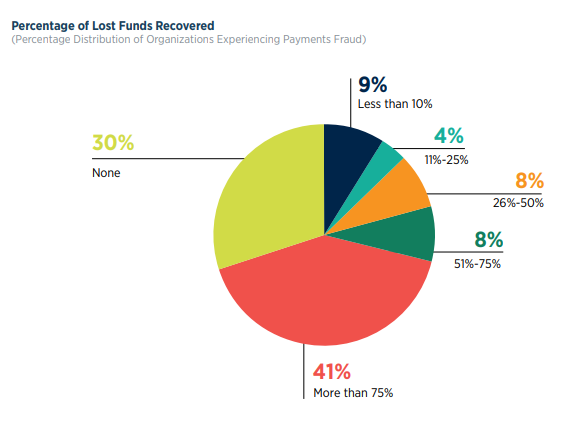 Percentage of Lost Funds Recovered
(Percentage Distribution of Organizations Experiencing Payments Fraud)
9%
Less than 10%
4%
11%-25%
30%
None
8%
26%-50%
8%
51%-75%
41%
More than 75%